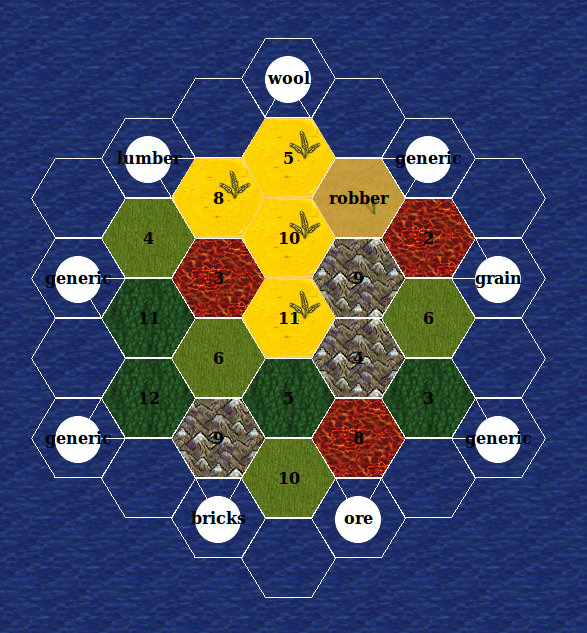 wool
lumber
5
generic
8
robber
4
10
2
generic
3
9
grain
11
11
6
6
4
12
5
3
generic
9
8
generic
10
bricks
ore